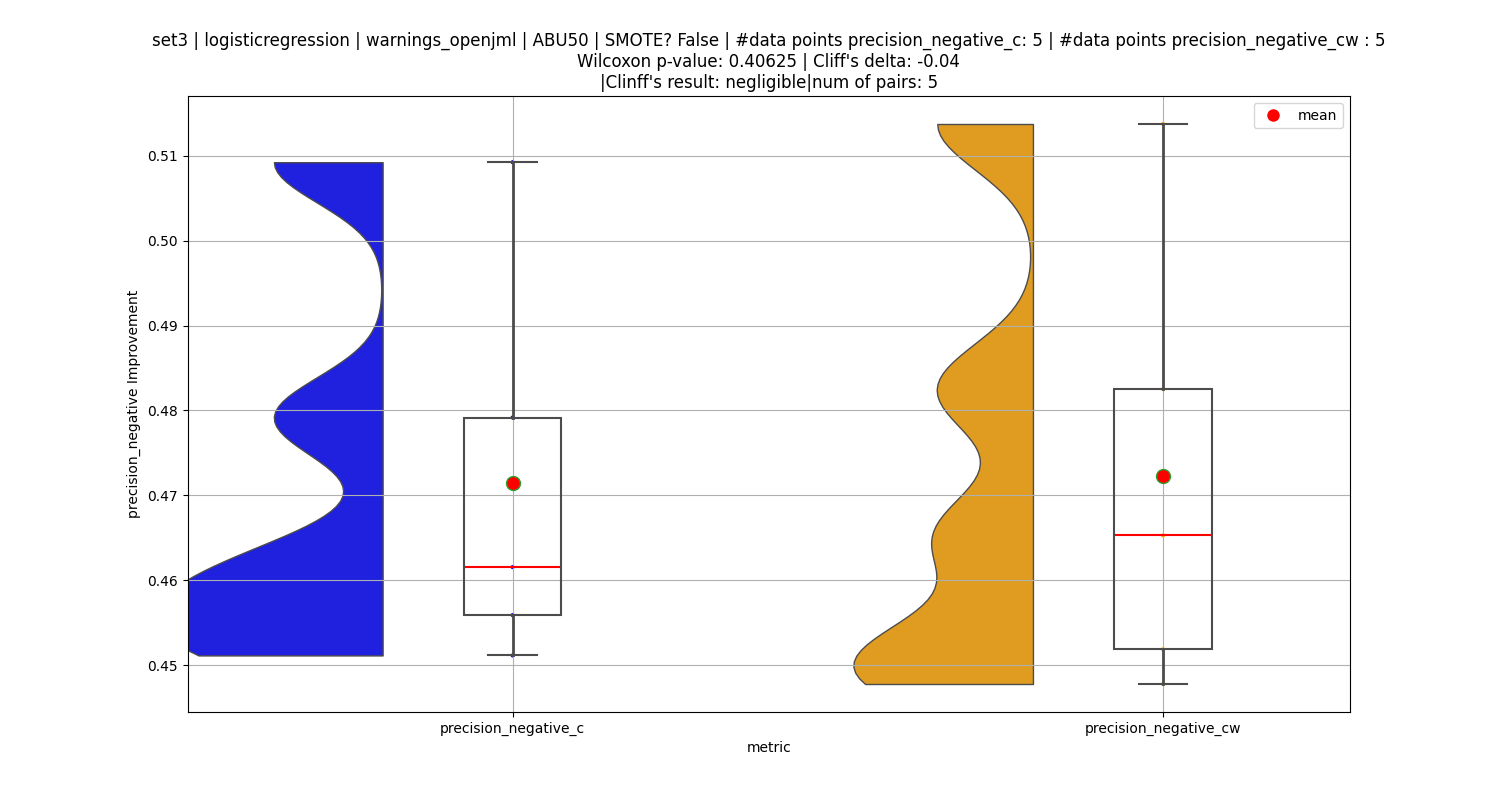 set3 | logisticregression | warnings_openjml | ABU50 | SMOTE? False | #data points precision_negative_c: 5 | #data points precision_negative_cw : 5
Wilcoxon p-value: 0.40625 | Cliff's delta: -0.04
|Clinff's result: negligible|num of pairs: 5
mean
0.51
0.50
0.49
0.48
0.47
0.46
0.45
precision_negative Improvement
precision_negative_c
precision_negative_cw
metric